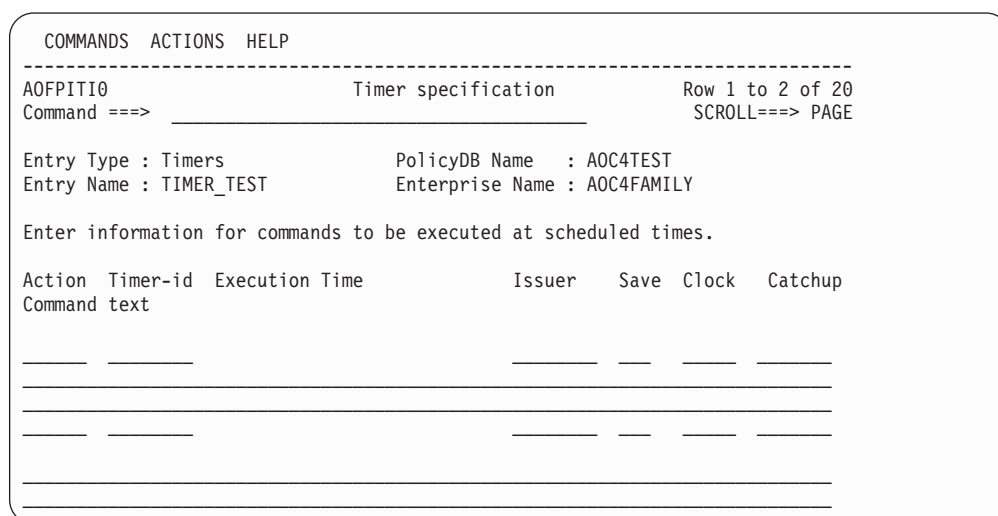 COMMANDS ACTIONS HELP
-------------------------------------------------------------------------------
AOFPITI0 Timer specification Row 1 to 2 of 20
Command ===> _______________________________________ SCROLL===> PAGE
Entry Type : Timers PolicyDB Name : AOC4TEST
Entry Name : TIMER_TEST Enterprise Name : AOC4FAMILY
Enter information for commands to be executed at scheduled times.
Action Timer-id Execution Time Issuer Save Clock Catchup
Command text